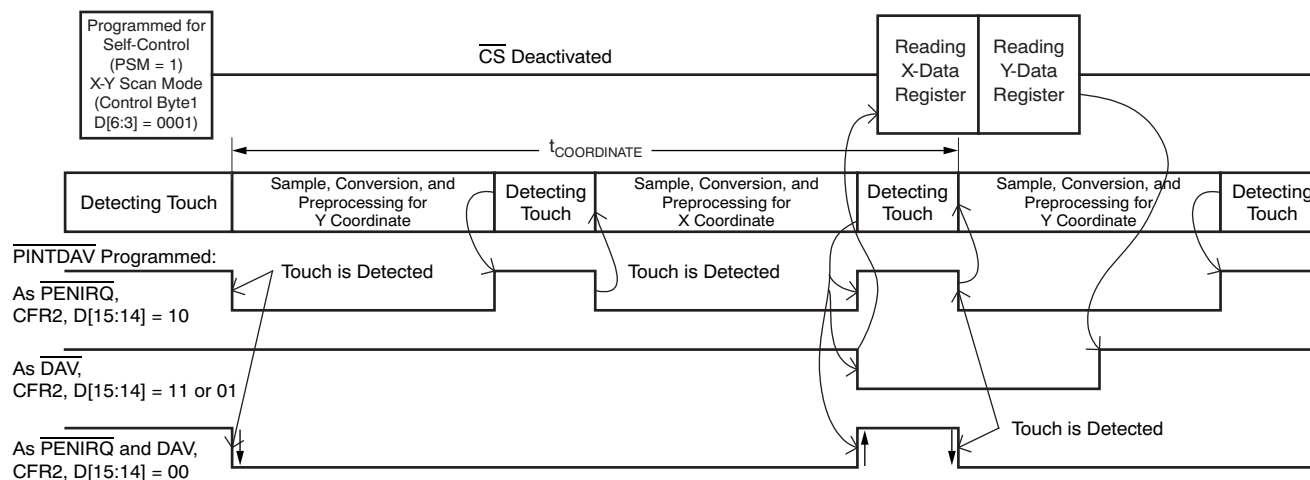 Programmed for
Self-Control
(PSM = 1)
X-Y Scan Mode
(Control Byte1
D[6:3] = 0001)
CS Deactivated
Reading
X-Data
Register
Reading
Y-Data
Register
tCOORDINATE
Detecting Touch
Sample, Conversion, and
Preprocessing for
Y Coordinate
Detecting
Touch
Sample, Conversion, and
Preprocessing for
X Coordinate
Detecting
Touch
Sample, Conversion, and
Preprocessing for
Y Coordinate
Detecting
Touch
PINTDAV Programmed:
Touch is Detected
Touch is Detected
As PENIRQ,
CFR2, D[15:14] = 10
As DAV,
CFR2, D[15:14] = 11 or 01
Touch is Detected
As PENIRQ and DAV,
CFR2, D[15:14] = 00